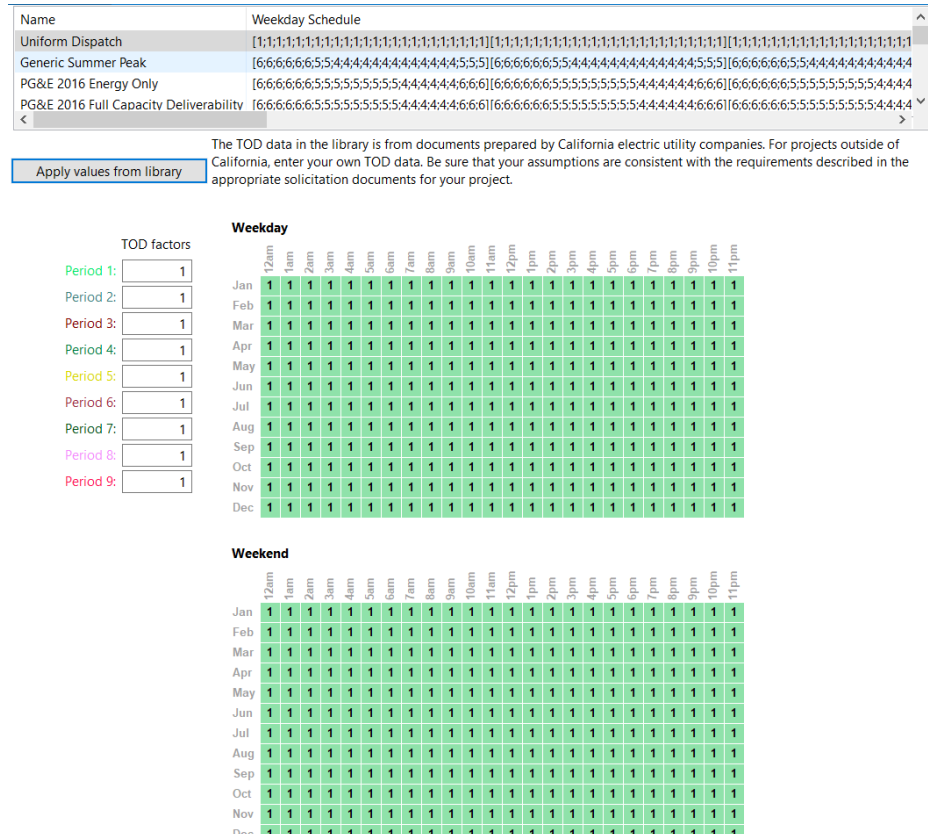 Name Weekday Schedule
Uniform Dispatch [1;1;1;1;1;1;1;1;1;1;1;1;1;1;1;1;1;1;1;1;1;1;1;1][1;1;1;1;1;1;1;1;1;1;1;1;1;1;1;1;1;1;1;1;1;1;1;1][1;1;1;1;1;1;1;1;1;1;1;1;1;1;1;1;1;1;1
Generic Summer Peak [6;6;6;6;6;6;5;5;4;4;4;4;4;4;4;4;4;4;4;4;4;5;5;5][6;6;6;6;6;6;5;5;4;4;4;4;4;4;4;4;4;4;4;4;4;5;5;5][6;6;6;6;6;6;5;5;4;4;4;4;4;4;4;4;4;4;4
PG&E 2016 Energy Only [6;6;6;6;6;6;5;5;5;5;5;5;5;5;5;4;4;4;4;4;4;6;6;6][6;6;6;6;6;6;5;5;5;5;5;5;5;5;5;4;4;4;4;4;4;6;6;6][6;6;6;6;6;6;5;5;5;5;5;5;5;5;5;4;4;4;4
PG&E 2016 Full Capacity Deliverability [6;6;6;6;6;6;5;5;5;5;5;5;5;5;5;4;4;4;4;4;4;6;6;6][6;6;6;6;6;6;5;5;5;5;5;5;5;5;5;4;4;4;4;4;4;6;6;6][6;6;6;6;6;6;5;5;5;5;5;5;5;5;5;4;4;4;4
The TOD data in the library is from documents prepared by California electric utility companies. For projects outside of
California, enter your own TOD data. Be sure that your assumptions are consistent with the requirements described in the
appropriate solicitation documents for your project.
Apply values from library
TOD factors
Period 1: 1
Period 2: 1
Period 3: 1
Period 4: 1
Period 5: 1
Period 6: 1
Period 7: 1
Period 8: 1
Period 9: 1
Weekday
12am 1am 2am 3am 4am 5am 6am 7am 8am 9am 10am 11am 12pm 1pm 2pm 3pm 4pm 5pm 6pm 7pm 8pm 9pm 10pm 11pm
Jan 1 1 1 1 1 1 1 1 1 1 1 1 1 1 1 1 1 1 1 1 1 1 1 1
Feb 1 1 1 1 1 1 1 1 1 1 1 1 1 1 1 1 1 1 1 1 1 1 1 1
Mar 1 1 1 1 1 1 1 1 1 1 1 1 1 1 1 1 1 1 1 1 1 1 1 1
Apr 1 1 1 1 1 1 1 1 1 1 1 1 1 1 1 1 1 1 1 1 1 1 1 1
May 1 1 1 1 1 1 1 1 1 1 1 1 1 1 1 1 1 1 1 1 1 1 1 1
Jun 1 1 1 1 1 1 1 1 1 1 1 1 1 1 1 1 1 1 1 1 1 1 1 1
Jul 1 1 1 1 1 1 1 1 1 1 1 1 1 1 1 1 1 1 1 1 1 1 1 1
Aug 1 1 1 1 1 1 1 1 1 1 1 1 1 1 1 1 1 1 1 1 1 1 1 1
Sep 1 1 1 1 1 1 1 1 1 1 1 1 1 1 1 1 1 1 1 1 1 1 1 1
Oct 1 1 1 1 1 1 1 1 1 1 1 1 1 1 1 1 1 1 1 1 1 1 1 1
Nov 1 1 1 1 1 1 1 1 1 1 1 1 1 1 1 1 1 1 1 1 1 1 1 1
Dec 1 1 1 1 1 1 1 1 1 1 1 1 1 1 1 1 1 1 1 1 1 1 1 1
Weekend
12am 1am 2am 3am 4am 5am 6am 7am 8am 9am 10am 11am 12pm 1pm 2pm 3pm 4pm 5pm 6pm 7pm 8pm 9pm 10pm 11pm
Jan 1 1 1 1 1 1 1 1 1 1 1 1 1 1 1 1 1 1 1 1 1 1 1 1
Feb 1 1 1 1 1 1 1 1 1 1 1 1 1 1 1 1 1 1 1 1 1 1 1 1
Mar 1 1 1 1 1 1 1 1 1 1 1 1 1 1 1 1 1 1 1 1 1 1 1 1
Apr 1 1 1 1 1 1 1 1 1 1 1 1 1 1 1 1 1 1 1 1 1 1 1 1
May 1 1 1 1 1 1 1 1 1 1 1 1 1 1 1 1 1 1 1 1 1 1 1 1
Jun 1 1 1 1 1 1 1 1 1 1 1 1 1 1 1 1 1 1 1 1 1 1 1 1
Jul 1 1 1 1 1 1 1 1 1 1 1 1 1 1 1 1 1 1 1 1 1 1 1 1
Aug 1 1 1 1 1 1 1 1 1 1 1 1 1 1 1 1 1 1 1 1 1 1 1 1
Sep 1 1 1 1 1 1 1 1 1 1 1 1 1 1 1 1 1 1 1 1 1 1 1 1
Oct 1 1 1 1 1 1 1 1 1 1 1 1 1 1 1 1 1 1 1 1 1 1 1 1
Nov 1 1 1 1 1 1 1 1 1 1 1 1 1 1 1 1 1 1 1 1 1 1 1 1
Dec 1 1 1 1 1 1 1 1 1 1 1 1 1 1 1 1 1 1 1 1 1 1 1 1